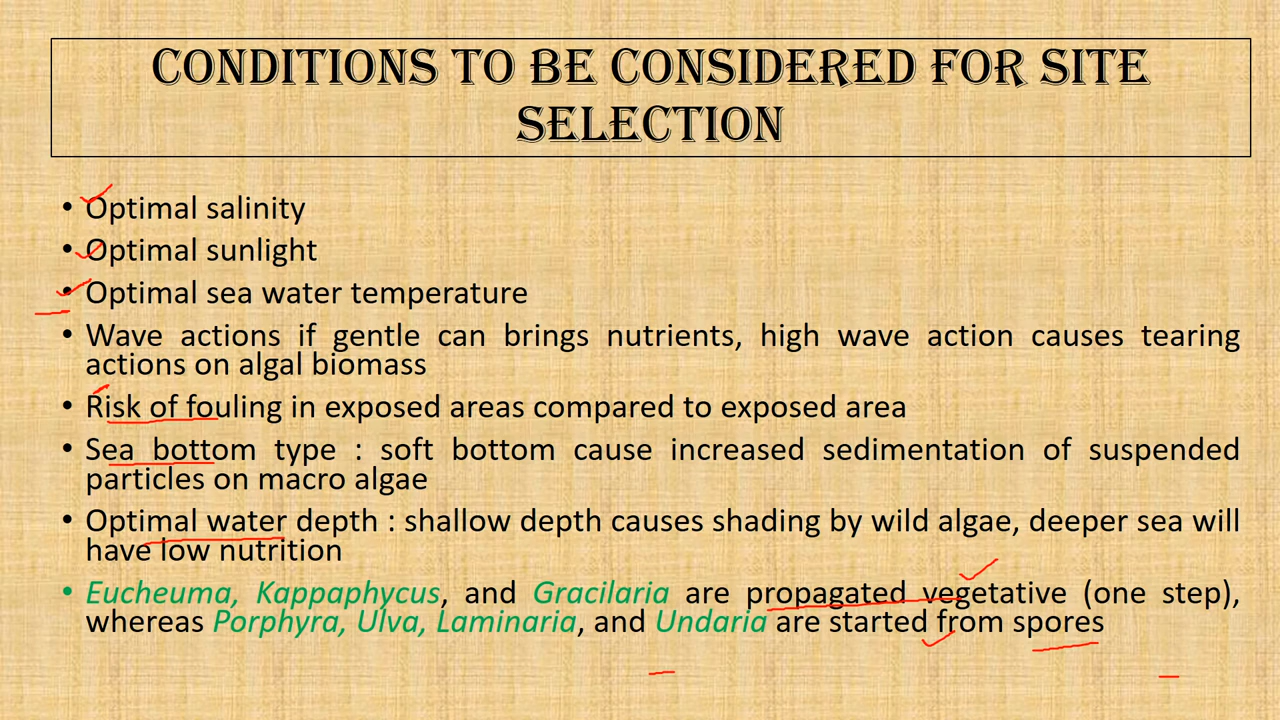 CONDITIONS TO BE CONSIDERED FOR SITE
SELECTION
• Optimal salinity
• Optimal sunlight
• Optimal sea water temperature
• Wave actions if gentle can brings nutrients, high wave action causes tearing
actions on algal biomass
• Risk of fouling in exposed areas compared to exposed area
• Sea bottom type : soft bottom cause increased sedimentation of suspended
particles on macro algae
• Optimal water depth : shallow depth causes shading by wild algae, deeper sea will
have low nutrition
• Eucheuma, Kappaphycus, and Gracilaria are propagated vegetative (one step),
whereas Porphyra, Ulva, Laminaria, and Undaria are started from spores